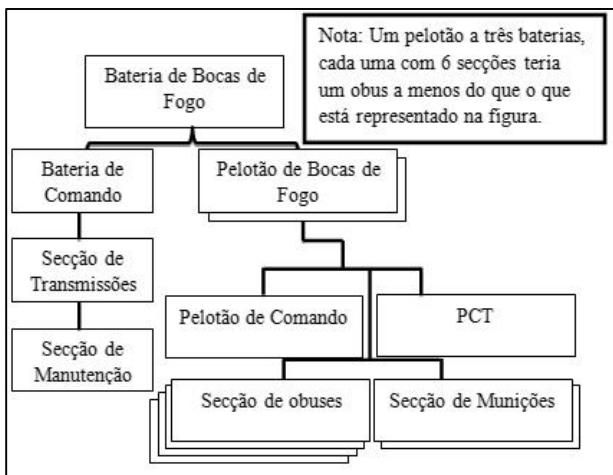 Nota: Um pelotão a três baterias,
cada uma com 6 secções teria
um obus a menos do que o que
está representado na fígura.
Bateria de Bocas de
Fogo
Bateria de
Comando
Pelotão de Bocas de
Fogo
Secção de
Transmissões
Secção de
Manutenção
Pelotão de Comando
PCT
Secção de obuses
Secção de Munições